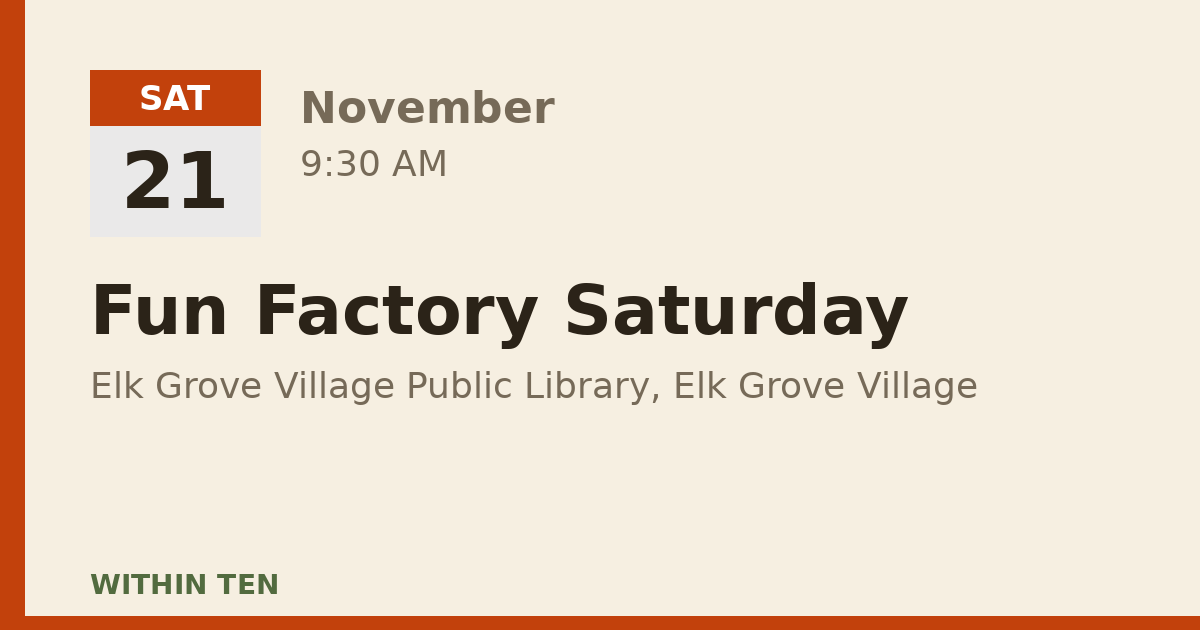 SAT
21
November
9:30 AM
Fun Factory Saturday
Elk Grove Village Public Library, Elk Grove Village
WITHIN TEN